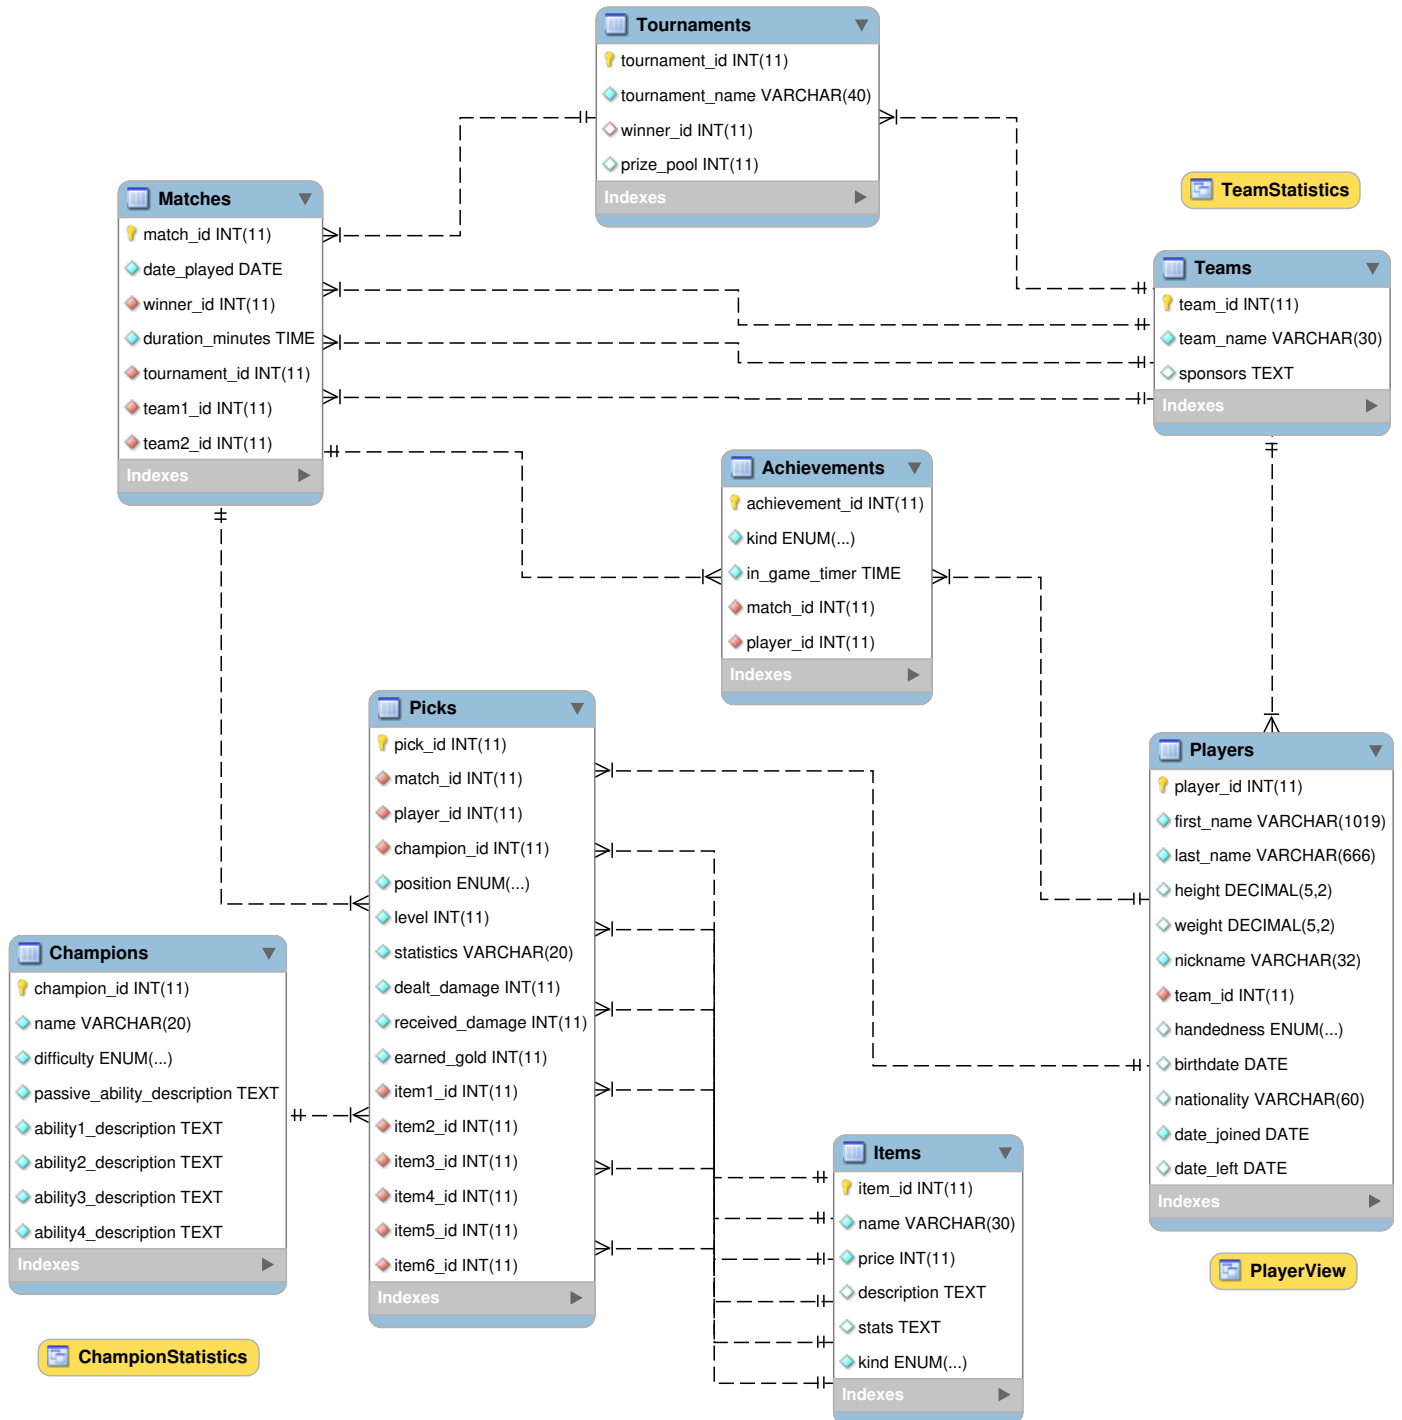 Tournaments
tournament_id INT(11)
tournament_name VARCHAR(40)
winner_id INT(11)
prize_pool INT(11)
Indexes
Matches
match_id INT(11)
date_played DATE
winner_id INT(11)
duration_minutes TIME
tournament_id INT(11)
team1_id INT(11)
team2_id INT(11)
Indexes
TeamStatistics
Teams
team_id INT(11)
team_name VARCHAR(30)
sponsors TEXT
Indexes
Achievements
achievement_id INT(11)
kind ENUM(...)
in_game_timer TIME
match_id INT(11)
player_id INT(11)
Indexes
Picks
pick_id INT(11)
match_id INT(11)
player_id INT(11)
champion_id INT(11)
position ENUM(...)
level INT(11)
statistics VARCHAR(20)
dealt_damage INT(11)
received_damage INT(11)
earned_gold INT(11)
item1_id INT(11)
item2_id INT(11)
item3_id INT(11)
item4_id INT(11)
item5_id INT(11)
item6_id INT(11)
Indexes
Players
player_id INT(11)
first_name VARCHAR(1019)
last_name VARCHAR(666)
height DECIMAL(5,2)
weight DECIMAL(5,2)
nickname VARCHAR(32)
team_id INT(11)
handedness ENUM(...)
birthdate DATE
nationality VARCHAR(60)
date_joined DATE
date_left DATE
Indexes
Champions
champion_id INT(11)
name VARCHAR(20)
difficulty ENUM(...)
passive_ability_description TEXT
ability1_description TEXT
ability2_description TEXT
ability3_description TEXT
ability4_description TEXT
Indexes
Items
item_id INT(11)
name VARCHAR(30)
price INT(11)
description TEXT
stats TEXT
kind ENUM(...)
Indexes
PlayerView
ChampionStatistics